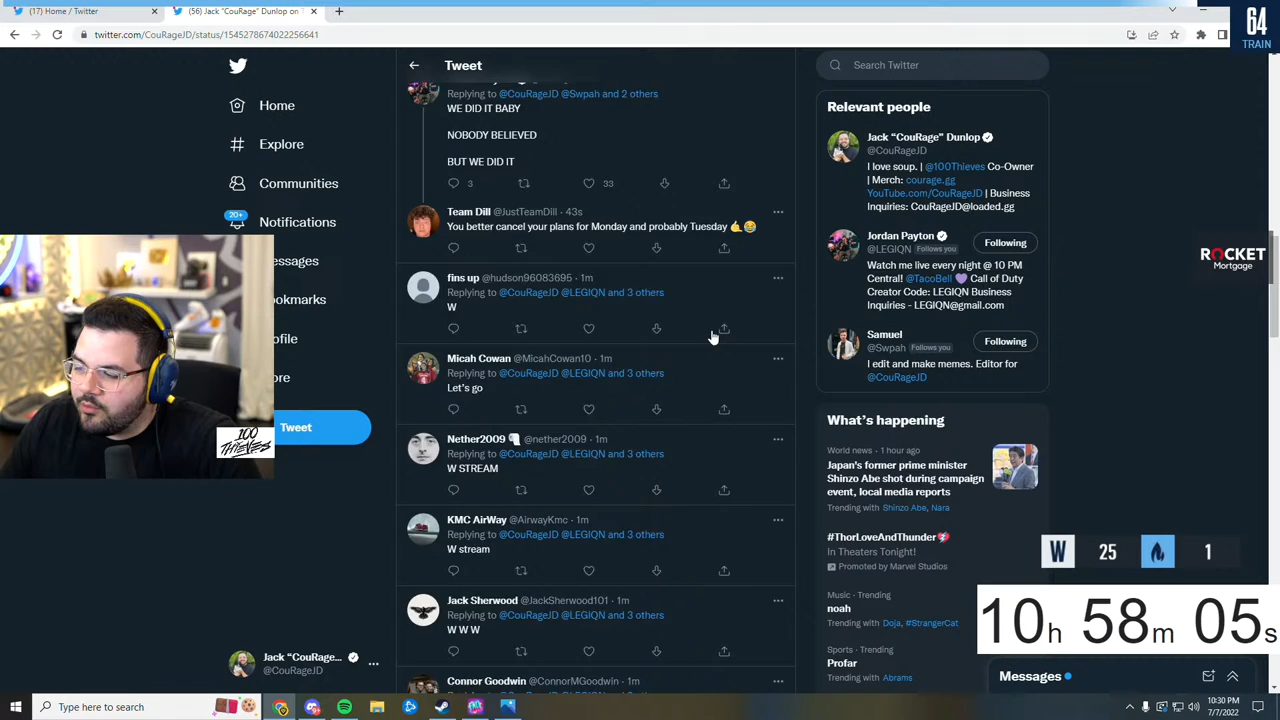 (17) Home / Twitter
(56) Jack "CouRage" Dunlop on T
64
TRAIN
twitter.com/CouRageJD/status/1545278674022256641
Home
Explore
Communities
20+
Notifications
essages
okmarks
ofile
ore
Tweet
100
THIEVES
Jack "CouRage...
@CouRageJD
Tweet
Replying to @CouRageJD @Swpah and 2 others
WE DID IT BABY
NOBODY BELIEVED
BUT WE DID IT
3
33
Team Dill @JustTeamDill · 43s
You better cancel your plans for Monday and probably Tuesday 🤙😂
fins up @hudson96083695 · 1m
Replying to @CouRageJD @LEGIQN and 3 others
W
Micah Cowan @MicahCowan10 · 1m
Replying to @CouRageJD @LEGIQN and 3 others
Let's go
Nether2009 @nether2009 · 1m
Replying to @CouRageJD @LEGIQN and 3 others
W STREAM
KMC AirWay @AirwayKmc · 1m
Replying to @CouRageJD @LEGIQN and 3 others
W stream
Jack Sherwood @JackSherwood101 · 1m
Replying to @CouRageJD @LEGIQN and 3 others
W W W
Connor Goodwin @ConnorMGoodwin · 1m
Search Twitter
Relevant people
Jack "CouRage" Dunlop
@CouRageJD
I love soup. | @100Thieves Co-Owner
| Merch: courage.gg
YouTube.com/CouRageJD | Business
Inquiries: CouRageJD@loaded.gg
Jordan Payton
@LEGIQN Follows you
Following
Watch me live every night @ 10 PM
Central! @TacoBell 💜 Call of Duty
Creator Code: LEGIQN Business
Inquiries - LEGIQN@gmail.com
Samuel
@Swpah Follows you
Following
I edit and make memes. Editor for
@CouRageJD
ROCKET
Mortgage
What's happening
World news · 1 hour ago
Japan's former prime minister
Shinzo Abe shot during campaign
event, local media reports
Trending with Shinzo Abe, Nara
#ThorLoveAndThunder
In Theaters Tonight!
Promoted by Marvel Studios
W 25 1
Music · Trending
noah
Trending with Doja, #StrangerCat
Sports · Trending
Profar
Trending with Abrams
10h 58m 05s
Messages
Type here to search
10:30 PM
7/7/2022